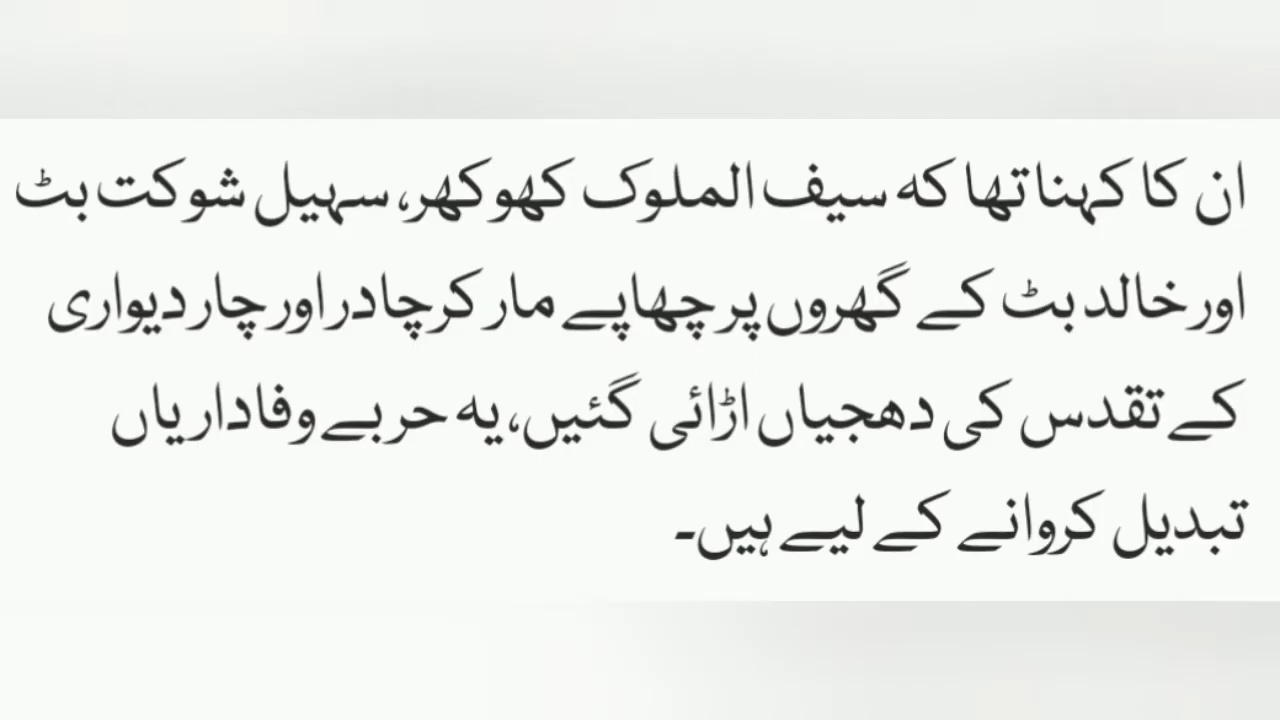 ان کا کہنا تھا کہ سیف الملوک کھوکھر، سہیل شوکت بٹ
اور خالد بٹ کے گھروں پر چھاپے مار کر چادر اور چار دیواری
کے تقدس کی دھجیاں اڑائی گئیں، یہ حربے وفاداریاں
تبدیل کروانے کے لیے ہیں۔